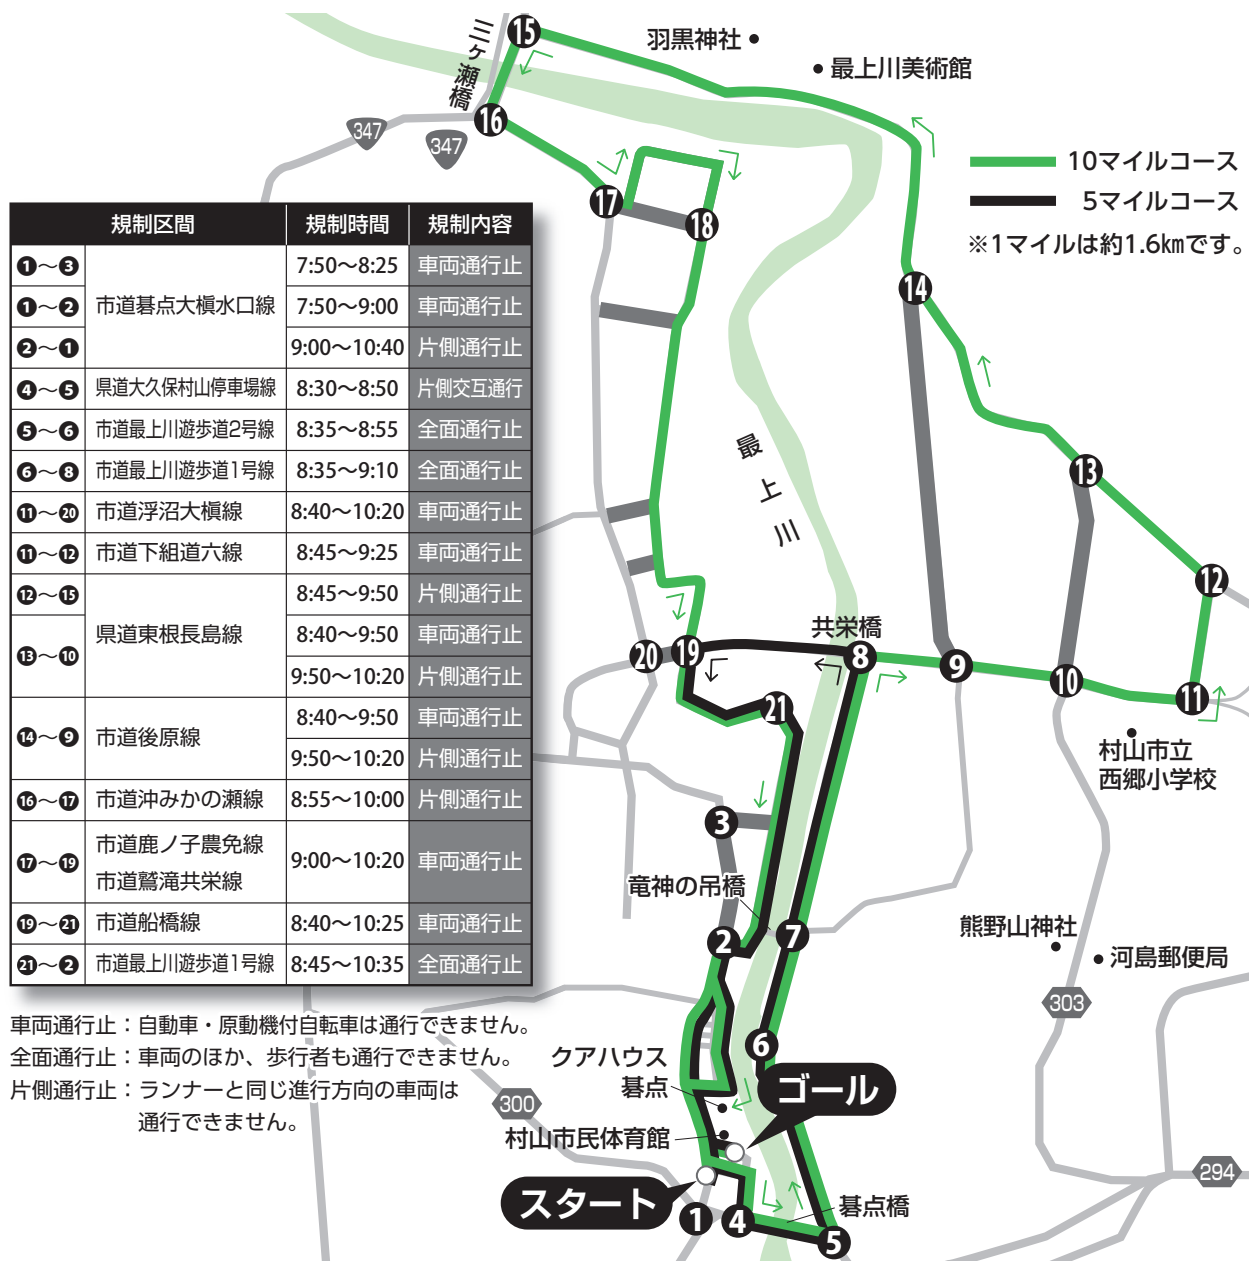 三ヶ瀬橋
15
羽黒神社
最上川美術館
16
347
347
17
18
14
10マイルコース
5マイルコース
※1マイルは約1.6kmです。
規制区間 規制時間 規制内容
❶〜❸ 市道碁点大槇水口線 7:50〜8:25 車両通行止
❶〜❷ 7:50〜9:00 車両通行止
❷〜❶ 9:00〜10:40 片側通行止
❹〜❺ 県道大久保村山停車場線 8:30〜8:50 片側交互通行
❺〜❻ 市道最上川遊歩道2号線 8:35〜8:55 全面通行止
❻〜❽ 市道最上川遊歩道1号線 8:35〜9:10 全面通行止
⓫〜⓴ 市道浮沼大槇線 8:40〜10:20 車両通行止
⓫〜⓬ 市道下組道六線 8:45〜9:25 車両通行止
⓬〜⓯ 県道東根長島線 8:45〜9:50 片側通行止
⓭〜❿ 8:40〜9:50 車両通行止
9:50〜10:20 片側通行止
⓮〜❾ 市道後原線 8:40〜9:50 車両通行止
9:50〜10:20 片側通行止
⓰〜⓱ 市道沖みかの瀬線 8:55〜10:00 片側通行止
⓱〜⓳ 市道鹿ノ子農免線 9:00〜10:20 車両通行止
市道鷲滝共栄線
⓳〜21 市道船橋線 8:40〜10:25 車両通行止
21〜❷ 市道最上川遊歩道1号線 8:45〜10:35 全面通行止
車両通行止：自動車・原動機付自転車は通行できません。
全面通行止：車両のほか、歩行者も通行できません。
片側通行止：ランナーと同じ進行方向の車両は
通行できません。
最上川
13
12
共栄橋
20
19
8
9
10
11
21
村山市立
西郷小学校
3
竜神の吊橋
2
7
熊野山神社
河島郵便局
303
6
クアハウス
碁点
ゴール
300
村山市民体育館
294
スタート
1
4
碁点橋
5